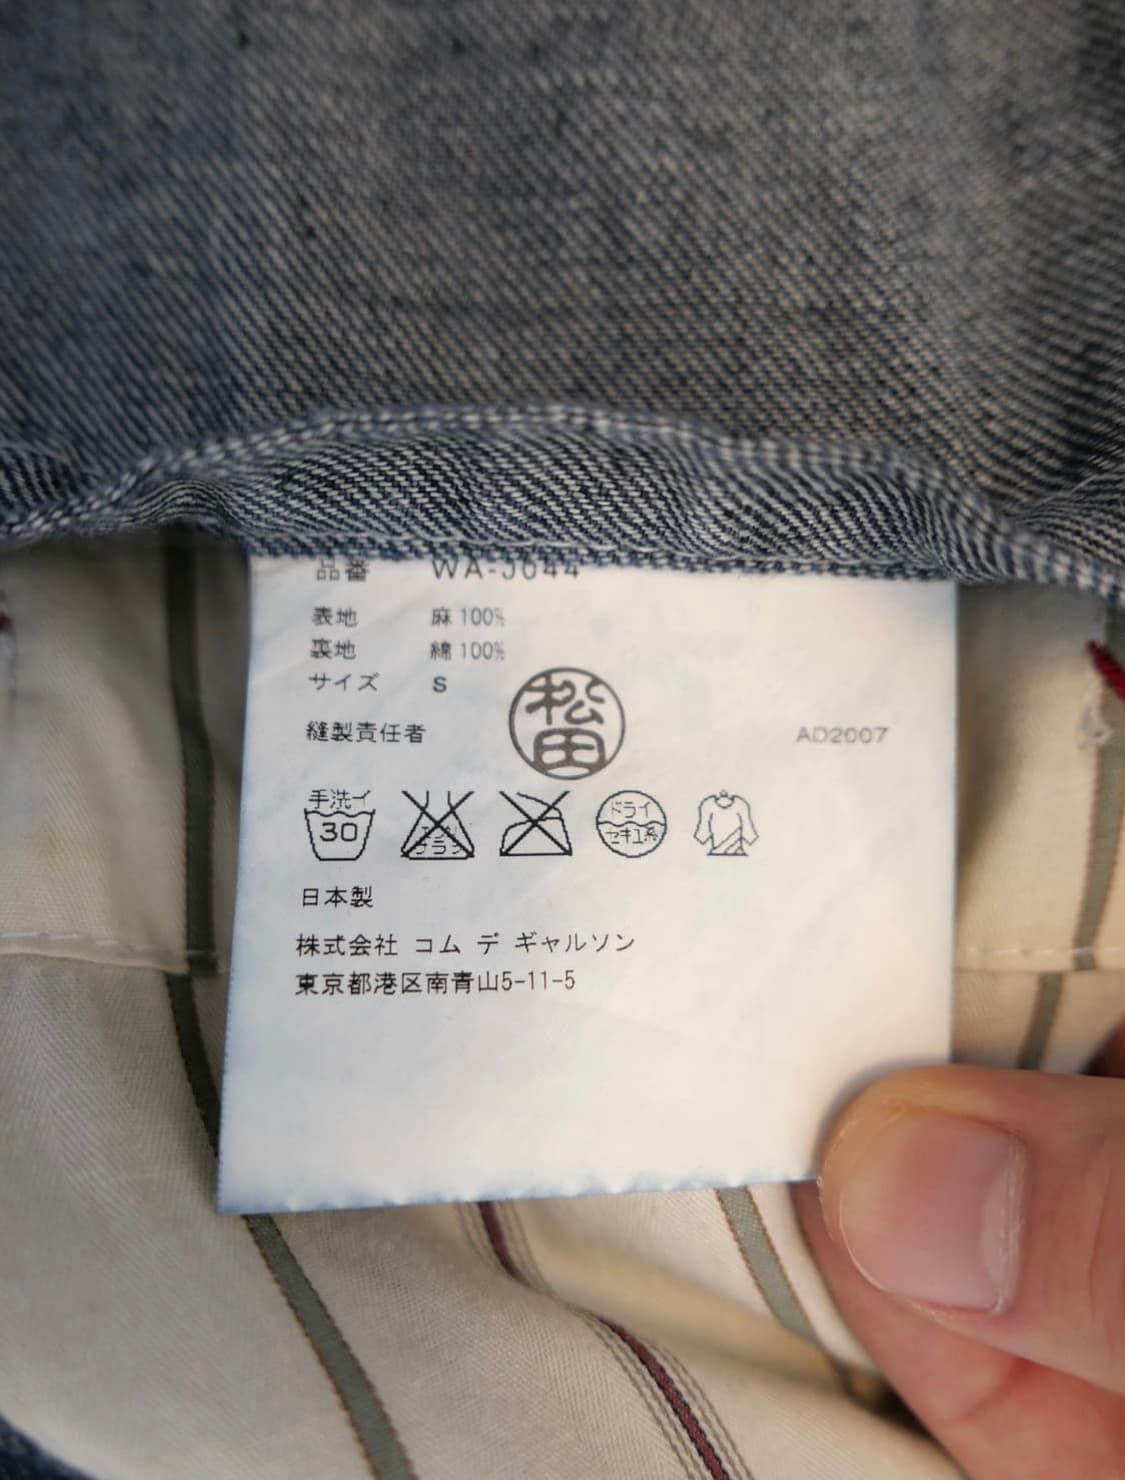 品番 WA-J044
表地 麻 100%
裏地 綿 100%
サイズ S
松田
縫製責任者
AD2007
手洗イ
30
ドライ
セキユ系
日本製
株式会社 コム デ ギャルソン
東京都港区南青山5-11-5